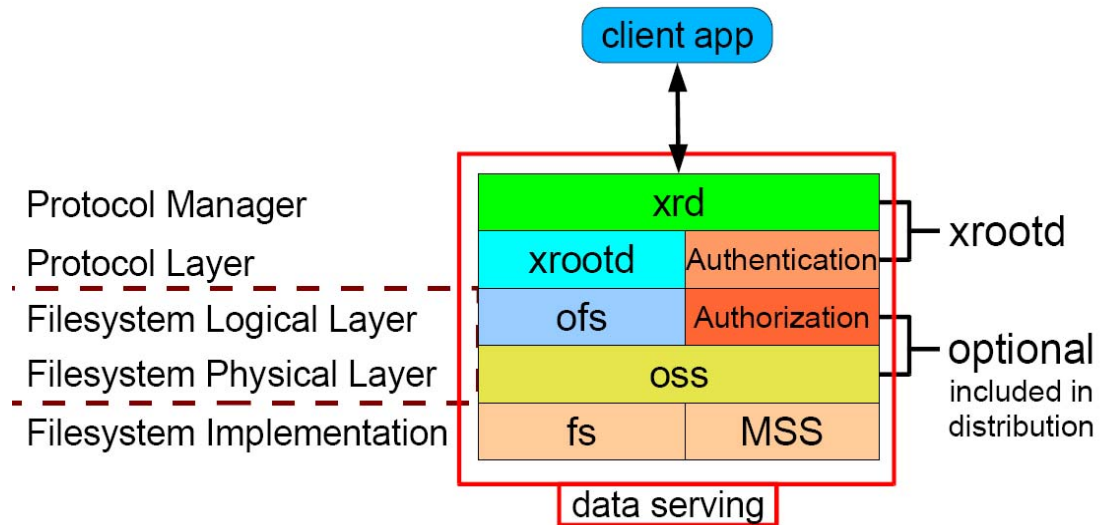 client app
Protocol Manager
xrd
xrootd
Protocol Layer
xrootd
Authentication
Filesystem Logical Layer
ofs
Authorization
optional
included in
distribution
Filesystem Physical Layer
oss
Filesystem Implementation
fs
MSS
data serving